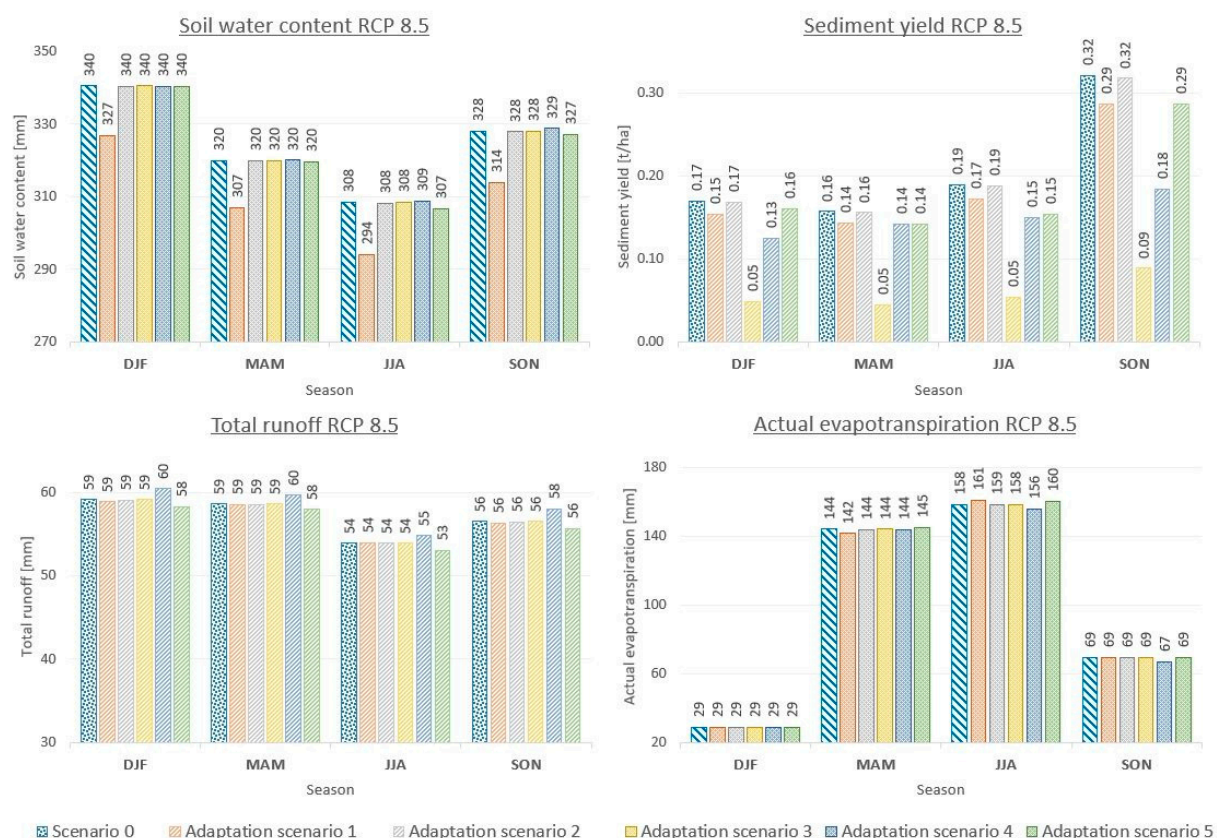 Soil water content RCP 8.5
Soil water content [mm]
350
330
310
290
270
340 327 340 340 340 340
320 307 320 320 320 320
308 294 308 308 309 307
328 314 328 328 329 327
DJF MAM JJA SON
Season
Sediment yield RCP 8.5
Sediment yield [t/ha]
0.30
0.20
0.10
0.00
0.17 0.15 0.17 0.05 0.13 0.16
0.16 0.14 0.16 0.05 0.14 0.14
0.19 0.17 0.19 0.05 0.15 0.15
0.32 0.29 0.32 0.09 0.18 0.29
DJF MAM JJA SON
Season
Total runoff RCP 8.5
Total runoff [mm]
60
50
40
30
59 59 59 59 60 58
59 59 59 59 60 58
54 54 54 54 55 53
56 56 56 56 58 56
DJF MAM JJA SON
Season
Actual evapotranspiration RCP 8.5
Actual evapotranspiration [mm]
180
140
100
60
20
29 29 29 29 29 29
144 142 144 144 144 145
158 161 159 158 156 160
69 69 69 69 67 69
DJF MAM JJA SON
Season
Scenario 0 Adaptation scenario 1 Adaptation scenario 2 Adaptation scenario 3 Adaptation scenario 4 Adaptation scenario 5